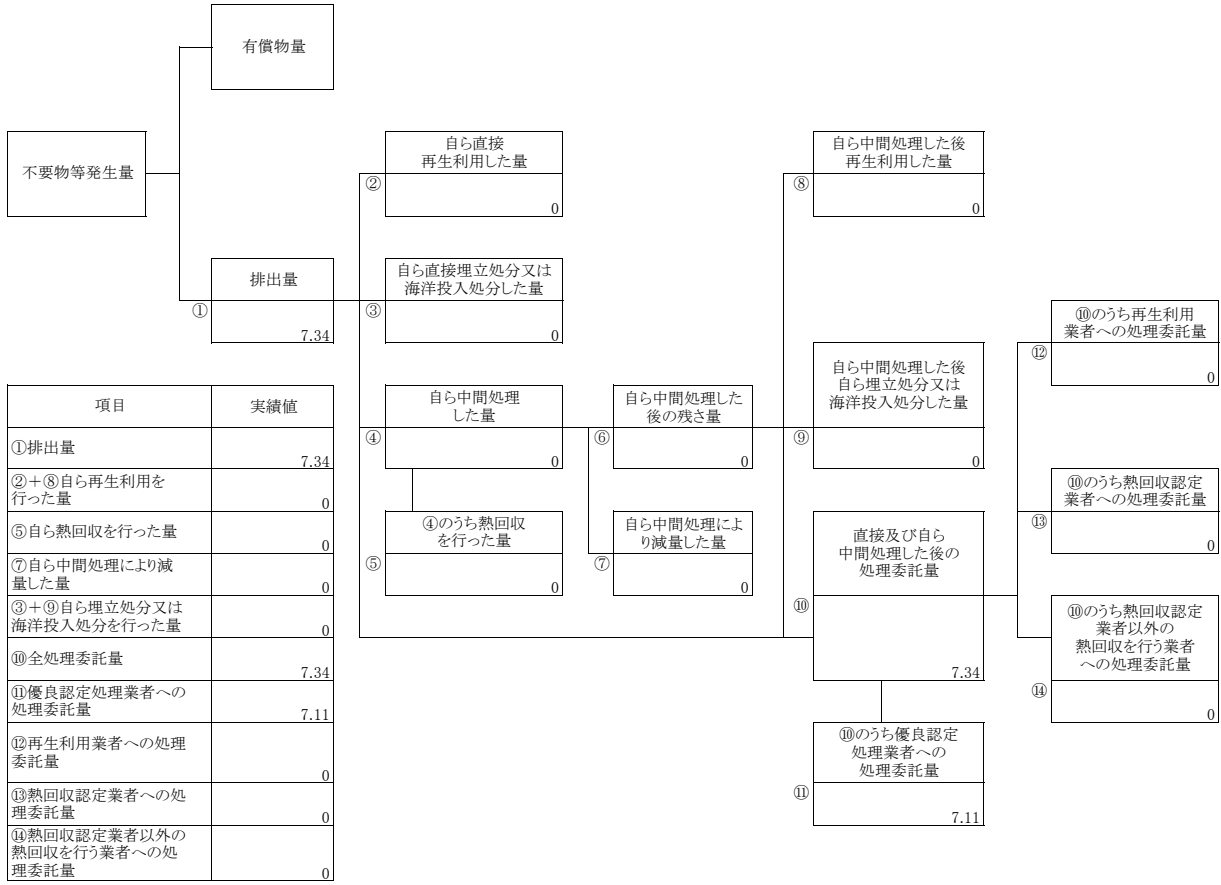 有償物量
不要物等発生量
自ら直接
再生利用した量
②
0
自ら中間処理した後
再生利用した量
⑧
0
排出量
①
7.34
自ら直接埋立処分又は
海洋投入処分した量
③
0
⑩のうち再生利用
業者への処理委託量
⑫
0
自ら中間処理した後
自ら埋立処分又は
海洋投入処分した量
⑨
0
自ら中間処理
した量
④
0
自ら中間処理した
後の残さ量
⑥
0
⑩のうち熱回収認定
業者への処理委託量
⑬
0
④のうち熱回収
を行った量
⑤
0
自ら中間処理によ
り減量した量
⑦
0
直接及び自ら
中間処理した後の
処理委託量
⑩
7.34
⑩のうち熱回収認定
業者以外の
熱回収を行う業者
への処理委託量
⑭
0
⑩のうち優良認定
処理業者への
処理委託量
⑪
7.11
項目 実績値
①排出量
7.34
②+⑧自ら再生利用を
行った量
0
⑤自ら熱回収を行った量
0
⑦自ら中間処理により減
量した量
0
③+⑨自ら埋立処分又は
海洋投入処分を行った量
0
⑩全処理委託量
7.34
⑪優良認定処理業者への
処理委託量
7.11
⑫再生利用業者への処理
委託量
0
⑬熱回収認定業者への処
理委託量
0
⑭熱回収認定業者以外の
熱回収を行う業者への処
理委託量
0